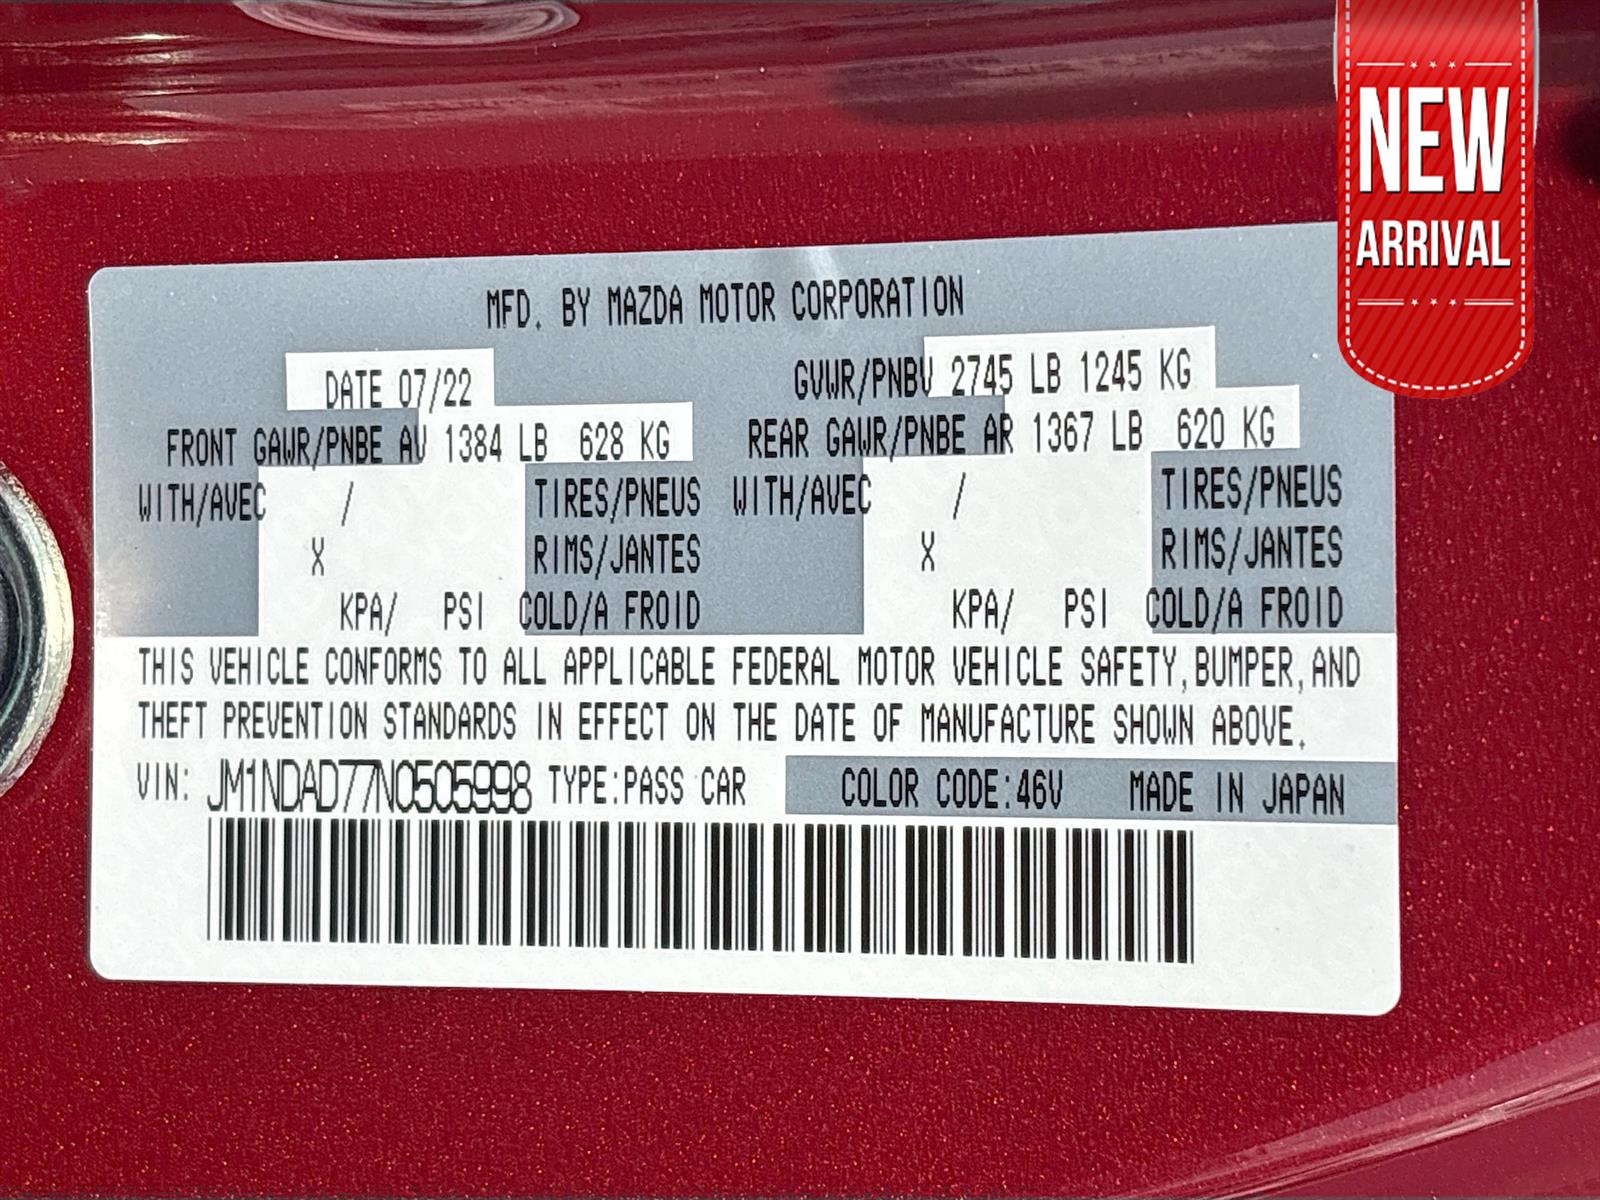 NEW
ARRIVAL
MFD. BY MAZDA MOTOR CORPORATION
DATE 07/22 GVWR/PNBV 2745 LB 1245 KG
FRONT GAWR/PNBE AV 1384 LB 628 KG REAR GAWR/PNBE AR 1367 LB 620 KG
WITH/AVEC / TIRES/PNEUS WITH/AVEC / TIRES/PNEUS
X RIMS/JANTES X RIMS/JANTES
KPA/ PSI COLD/A FROID KPA/ PSI COLD/A FROID
THIS VEHICLE CONFORMS TO ALL APPLICABLE FEDERAL MOTOR VEHICLE SAFETY, BUMPER, AND
THEFT PREVENTION STANDARDS IN EFFECT ON THE DATE OF MANUFACTURE SHOWN ABOVE.
VIN: JM1NDAD77N0505998 TYPE:PASS CAR COLOR CODE:46V MADE IN JAPAN